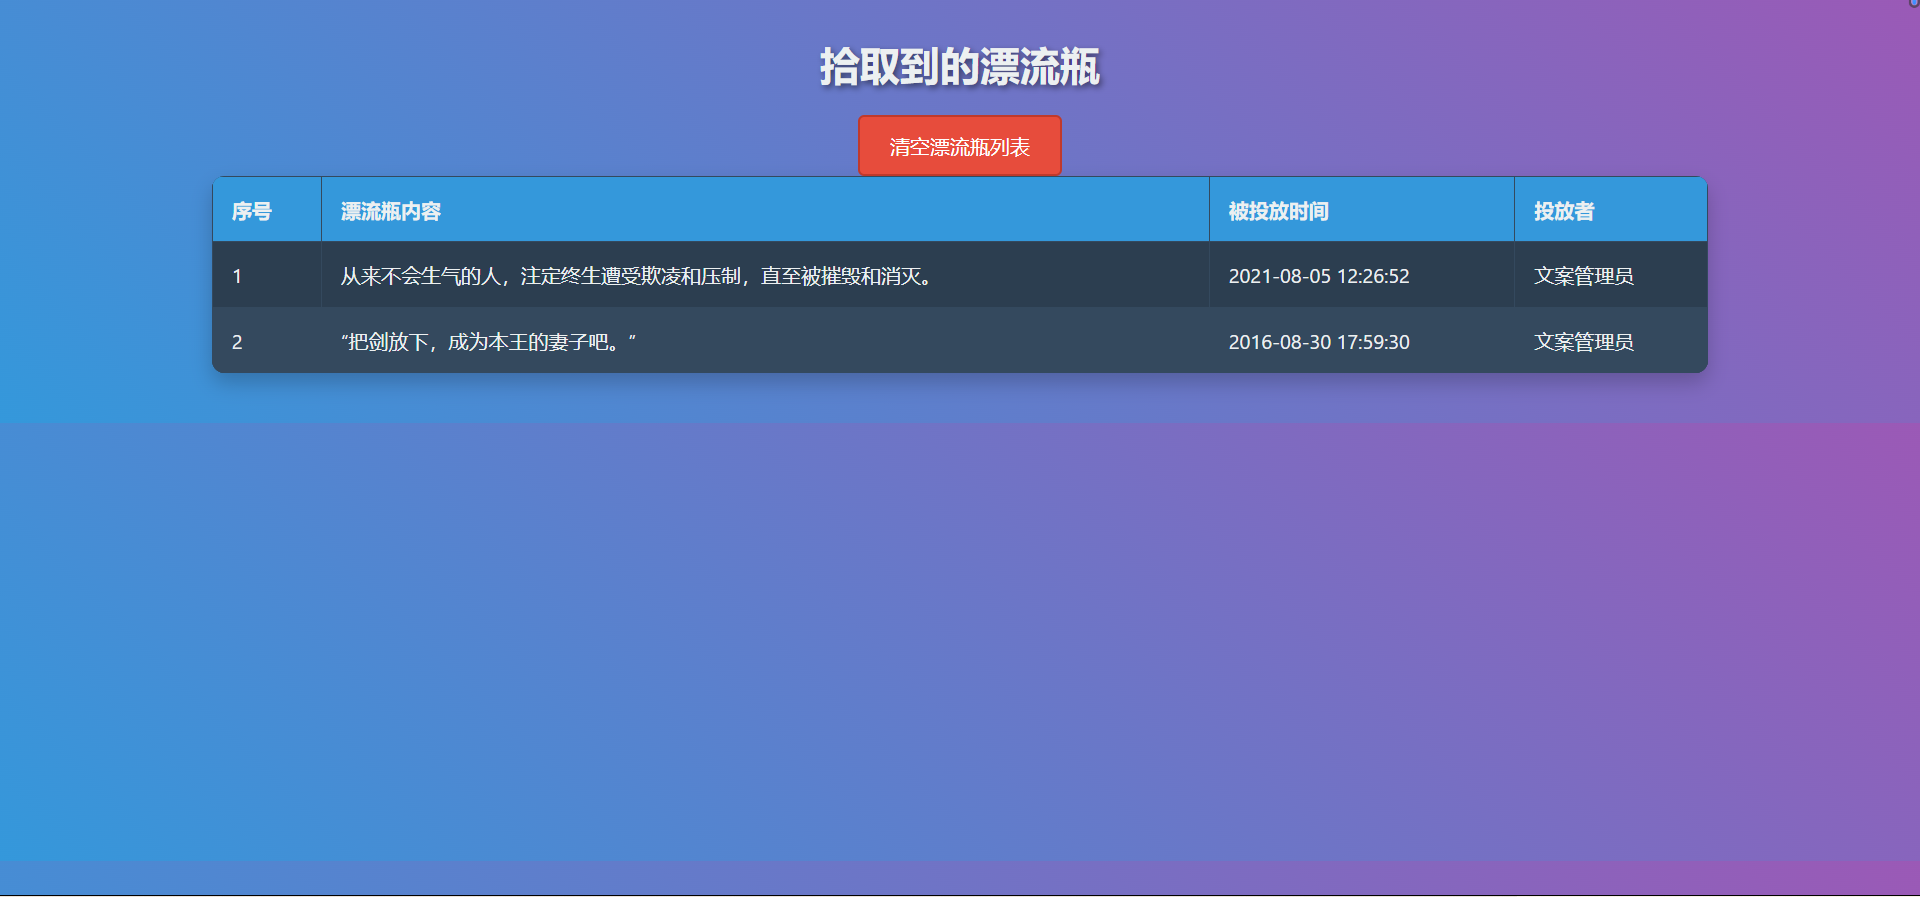 拾取到的漂流瓶
清空漂流瓶列表
序号 漂流瓶内容 被投放时间 投放者
1 从来不会生气的人，注定终生遭受欺凌和压制，直至被摧毁和消灭。 2021-08-05 12:26:52 文案管理员
2 “把剑放下，成为本王的妻子吧。” 2016-08-30 17:59:30 文案管理员